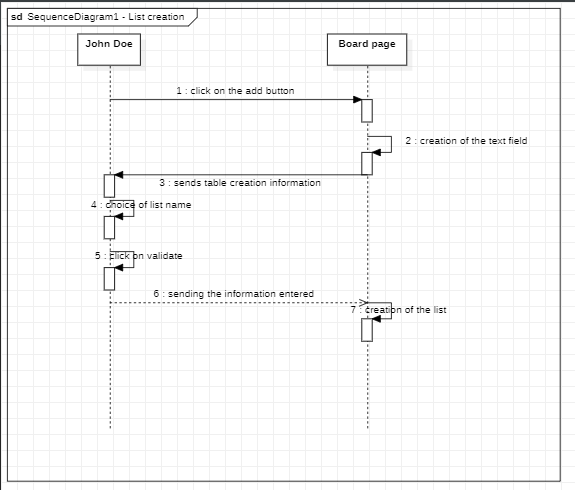 sd SequenceDiagram1 - List creation
John Doe
Board page
1 : click on the add button
2 : creation of the text field
3 : sends table creation information
4 : choice of list name
5 : click on validate
6 : sending the information entered
7 : creation of the list